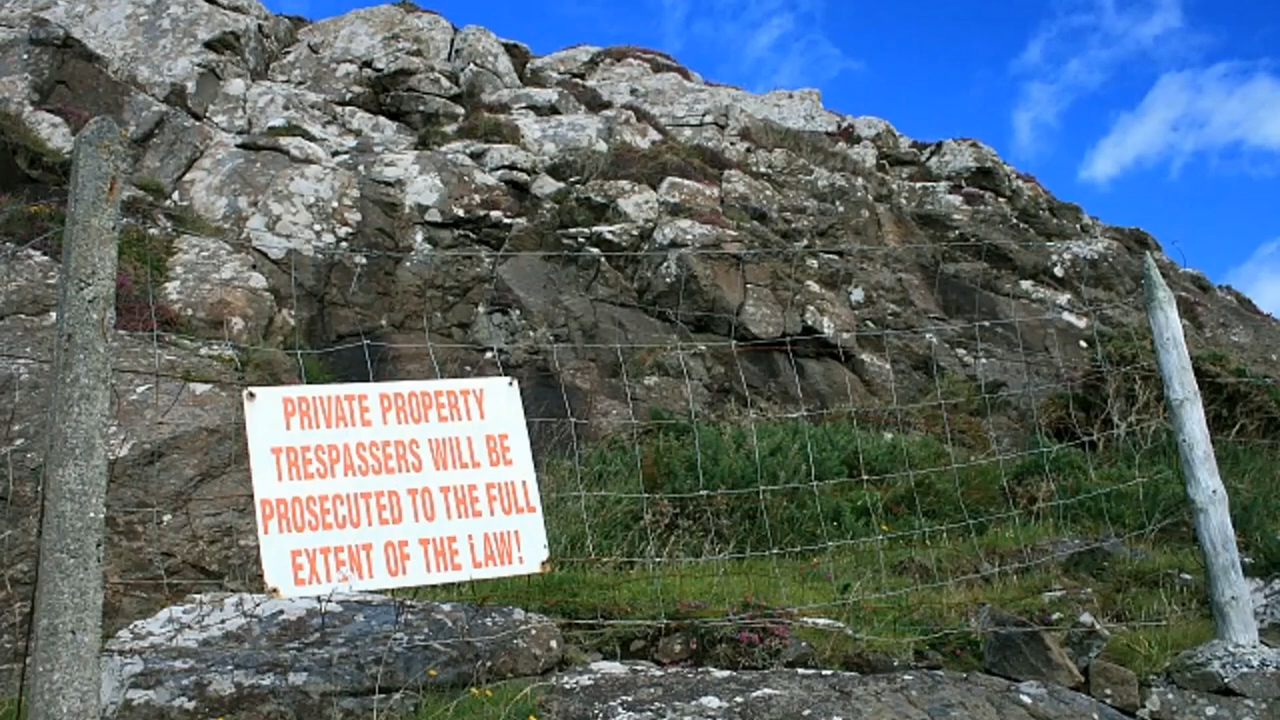 PRIVATE PROPERTY
TRESPASSERS WILL BE
PROSECUTED TO THE FULL
EXTENT OF THE LAW!